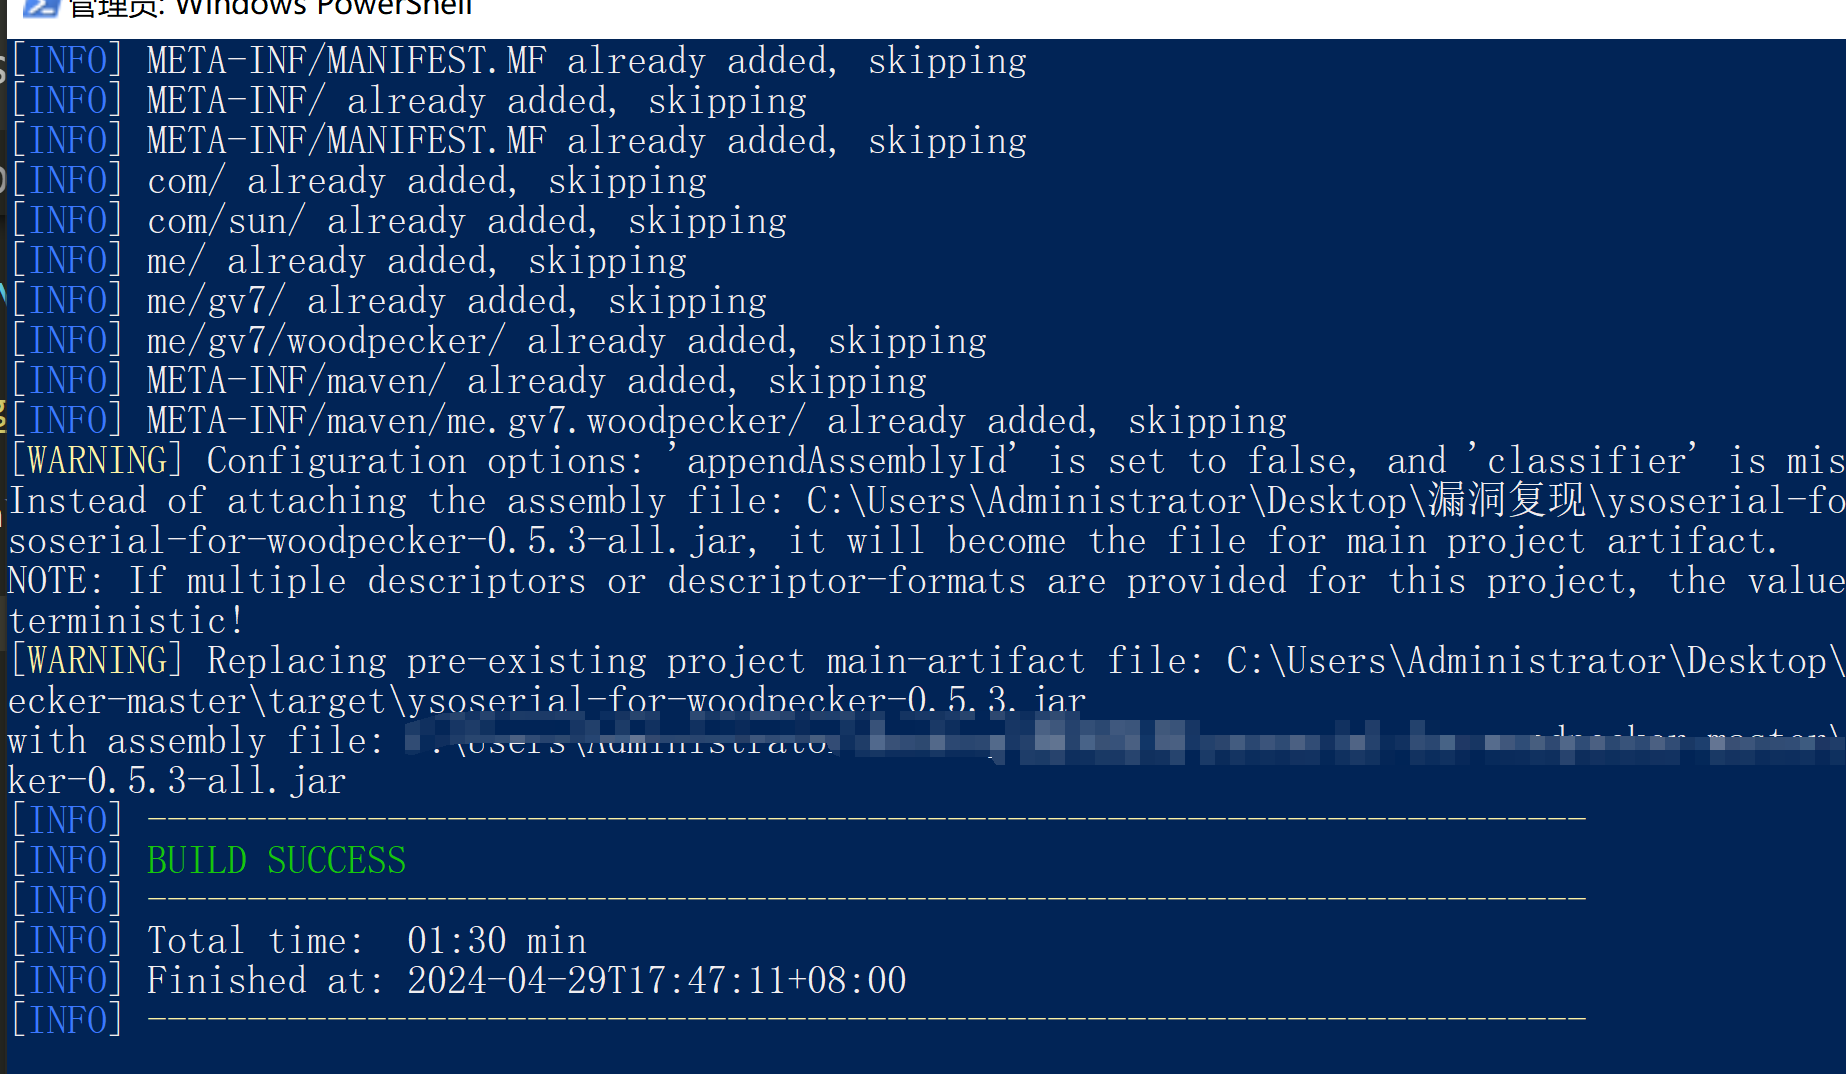 管理员: Windows PowerShell
[INFO] META-INF/MANIFEST.MF already added, skipping
[INFO] META-INF/ already added, skipping
[INFO] META-INF/MANIFEST.MF already added, skipping
[INFO] com/ already added, skipping
[INFO] com/sun/ already added, skipping
[INFO] me/ already added, skipping
[INFO] me/gv7/ already added, skipping
[INFO] me/gv7/woodpecker/ already added, skipping
[INFO] META-INF/maven/ already added, skipping
[INFO] META-INF/maven/me.gv7.woodpecker/ already added, skipping
[WARNING] Configuration options: 'appendAssemblyId' is set to false, and 'classifier' is mis
Instead of attaching the assembly file: C:\Users\Administrator\Desktop\漏洞复现\ysoserial-fo
soserial-for-woodpecker-0.5.3-all.jar, it will become the file for main project artifact.
NOTE: If multiple descriptors or descriptor-formats are provided for this project, the value
terministic!
[WARNING] Replacing pre-existing project main-artifact file: C:\Users\Administrator\Desktop\
ecker-master\target\ysoserial-for-woodpecker-0.5.3.jar
with assembly file: :\Users\Administrator
ker-0.5.3-all.jar
[INFO] ------------------------------------------------------------------------
[INFO] BUILD SUCCESS
[INFO] ------------------------------------------------------------------------
[INFO] Total time:  01:30 min
[INFO] Finished at: 2024-04-29T17:47:11+08:00
[INFO] ------------------------------------------------------------------------